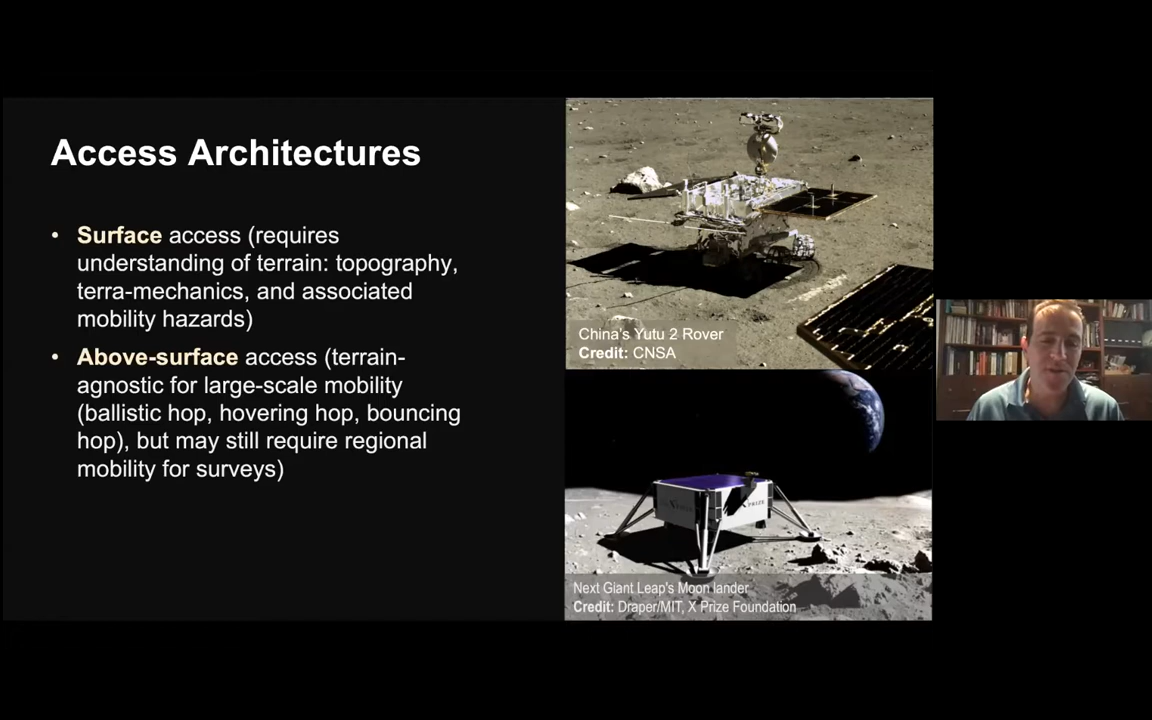 Access Architectures
• Surface access (requires
understanding of terrain: topography,
terra-mechanics, and associated
mobility hazards)
• Above-surface access (terrain-
agnostic for large-scale mobility
(ballistic hop, hovering hop, bouncing
hop), but may still require regional
mobility for surveys)
China's Yutu 2 Rover
Credit: CNSA
Next Giant Leap's Moon lander
Credit: Draper/MIT, X Prize Foundation